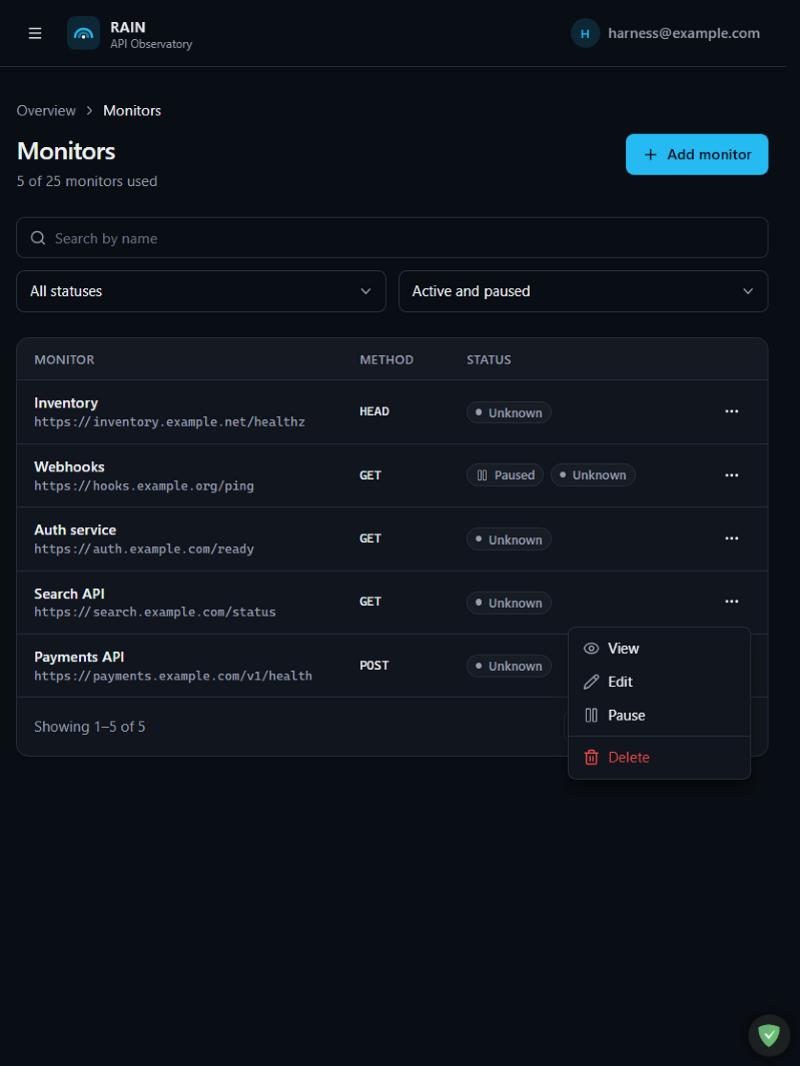 RAIN
API Observatory
H
harness@example.com
Overview > Monitors
Monitors
5 of 25 monitors used
+ Add monitor
Search by name
All statuses
Active and paused
MONITOR METHOD STATUS
Inventory
https://inventory.example.net/healthz
HEAD
Unknown
Webhooks
https://hooks.example.org/ping
GET
Paused
Unknown
Auth service
https://auth.example.com/ready
GET
Unknown
Search API
https://search.example.com/status
GET
Unknown
Payments API
https://payments.example.com/v1/health
POST
Unknown
View
Edit
Pause
Delete
Showing 1–5 of 5